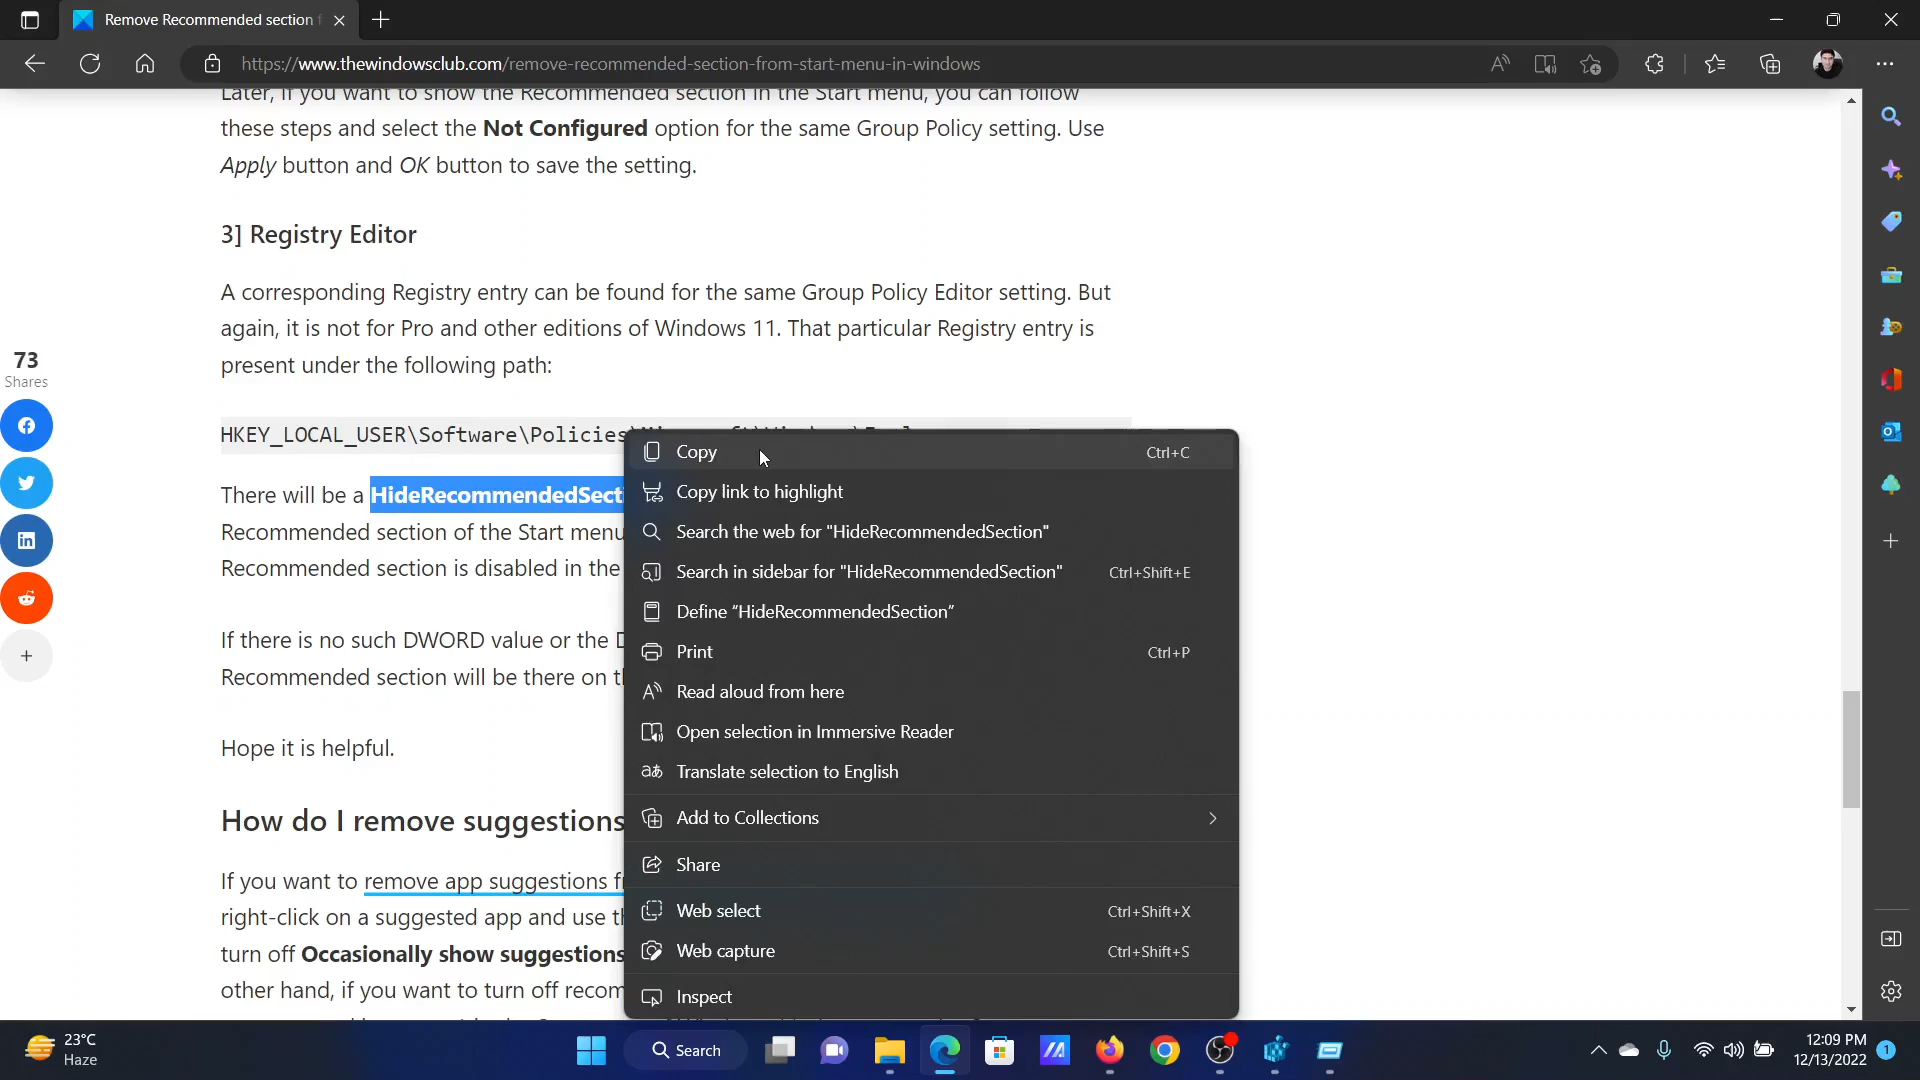 Remove Recommended section f
https://www.thewindowsclub.com/remove-recommended-section-from-start-menu-in-windows
Later, if you want to show the Recommended section in the Start menu, you can follow
these steps and select the Not Configured option for the same Group Policy setting. Use
Apply button and OK button to save the setting.
3] Registry Editor
A corresponding Registry entry can be found for the same Group Policy Editor setting. But
again, it is not for Pro and other editions of Windows 11. That particular Registry entry is
present under the following path:
73
Shares
HKEY_LOCAL_USER\Software\Policies\
There will be a HideRecommendedSecti
Recommended section of the Start menu
Recommended section is disabled in the
If there is no such DWORD value or the D
Recommended section will be there on th
Hope it is helpful.
How do I remove suggestions
If you want to remove app suggestions fr
right-click on a suggested app and use th
turn off Occasionally show suggestions
other hand, if you want to turn off recom
Copy Ctrl+C
Copy link to highlight
Search the web for "HideRecommendedSection"
Search in sidebar for "HideRecommendedSection" Ctrl+Shift+E
Define “HideRecommendedSection”
Print Ctrl+P
Read aloud from here
Open selection in Immersive Reader
Translate selection to English
Add to Collections
Share
Web select Ctrl+Shift+X
Web capture Ctrl+Shift+S
Inspect
23°C
Haze
Search
12:09 PM
12/13/2022
1